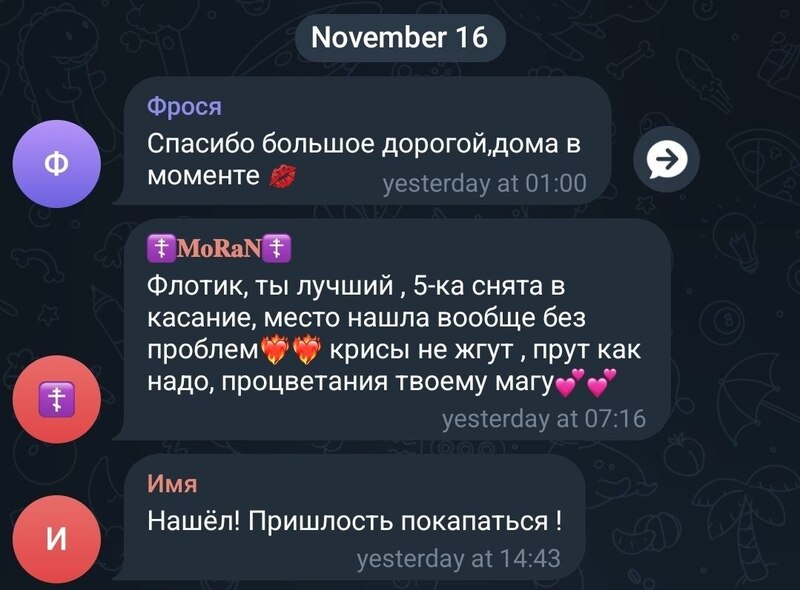 November 16
Фрося
Спасибо большое дорогой,дома в
моменте 💋
yesterday at 01:00
Ф
☦️MoRaN☦️
Флотик, ты лучший , 5-ка снята в
касание, место нашла вообще без
проблем❤️‍🔥❤️‍🔥 крисы не жгут , прут как
надо, процветания твоему магу💕💕
yesterday at 07:16
☦️
Имя
Нашёл! Пришлость покапаться !
yesterday at 14:43
И